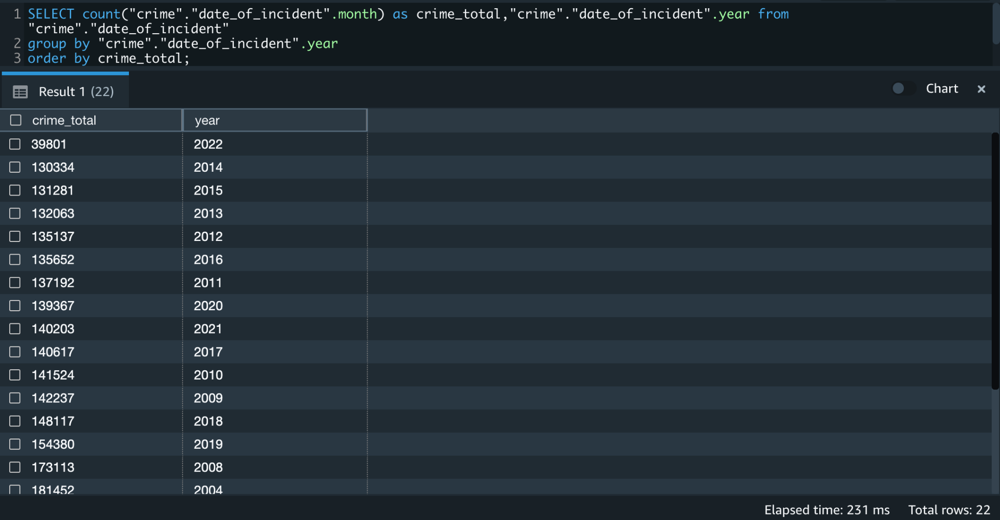 1 SELECT count("crime"."date_of_incident".month) as crime_total,"crime"."date_of_incident".year from
"crime"."date_of_incident"
2 group by "crime"."date_of_incident".year
3 order by crime_total;
Result 1 (22)
Chart ×
crime_total year
39801 2022
130334 2014
131281 2015
132063 2013
135137 2012
135652 2016
137192 2011
139367 2020
140203 2021
140617 2017
141524 2010
142237 2009
148117 2018
154380 2019
173113 2008
181452 2004
Elapsed time: 231 ms Total rows: 22